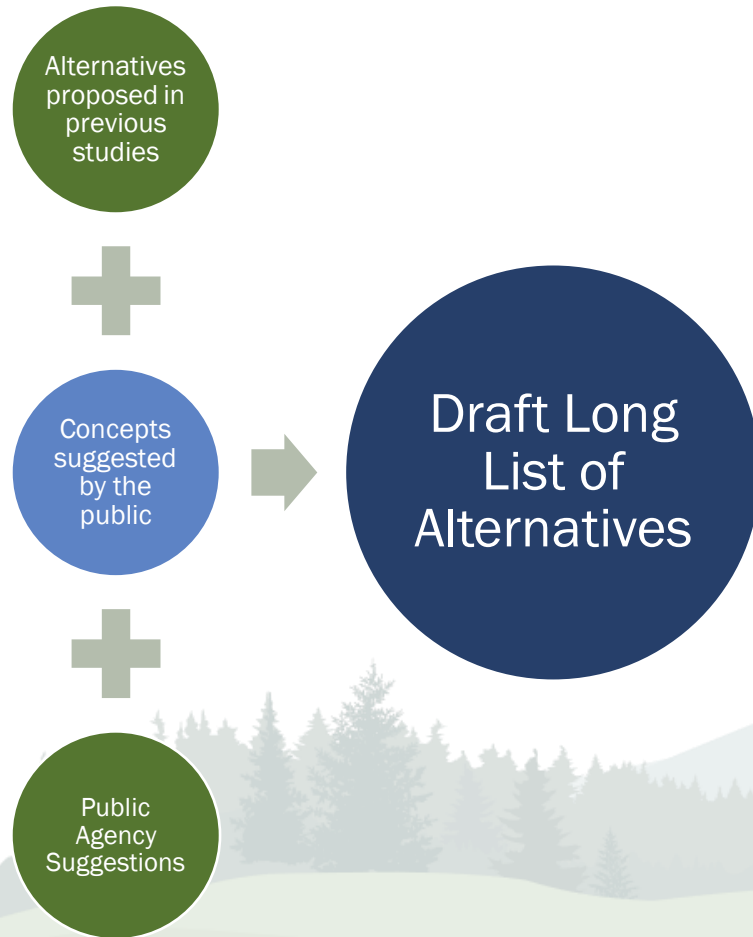 Alternatives
proposed in
previous
studies
Concepts
suggested
by the
public
Public
Agency
Suggestions
Draft Long
List of
Alternatives